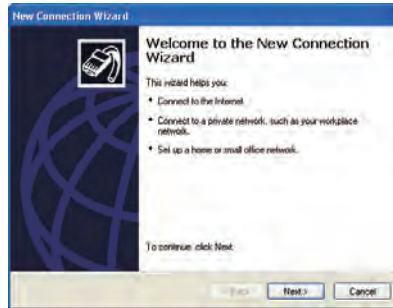 New Connection Wizard
Welcome to the New Connection
Wizard
This wizard helps you:
* Connect to the Internet.
* Connect to a private network, such as your workplace
network.
* Set up a home or small office network.
To continue, click Next.
< Back Next > Cancel